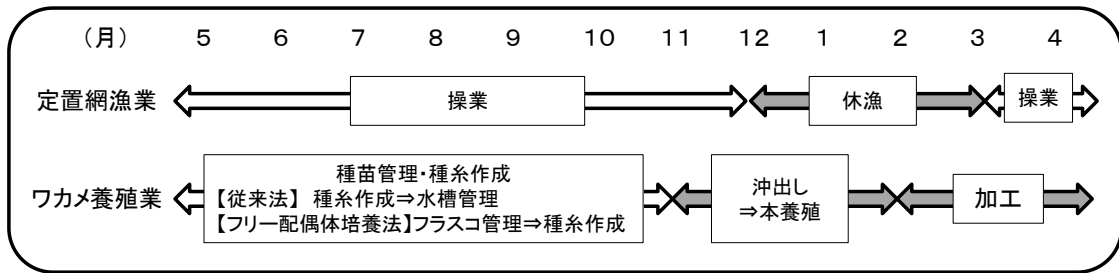 (月) 5 6 7 8 9 10 11 12 1 2 3 4
定置網漁業 操業 休漁 操業
種苗管理・種糸作成
ワカメ養殖業 【従来法】 種糸作成⇒水槽管理
【フリー配偶体培養法】フラスコ管理⇒種糸作成
沖出し
⇒本養殖
加工